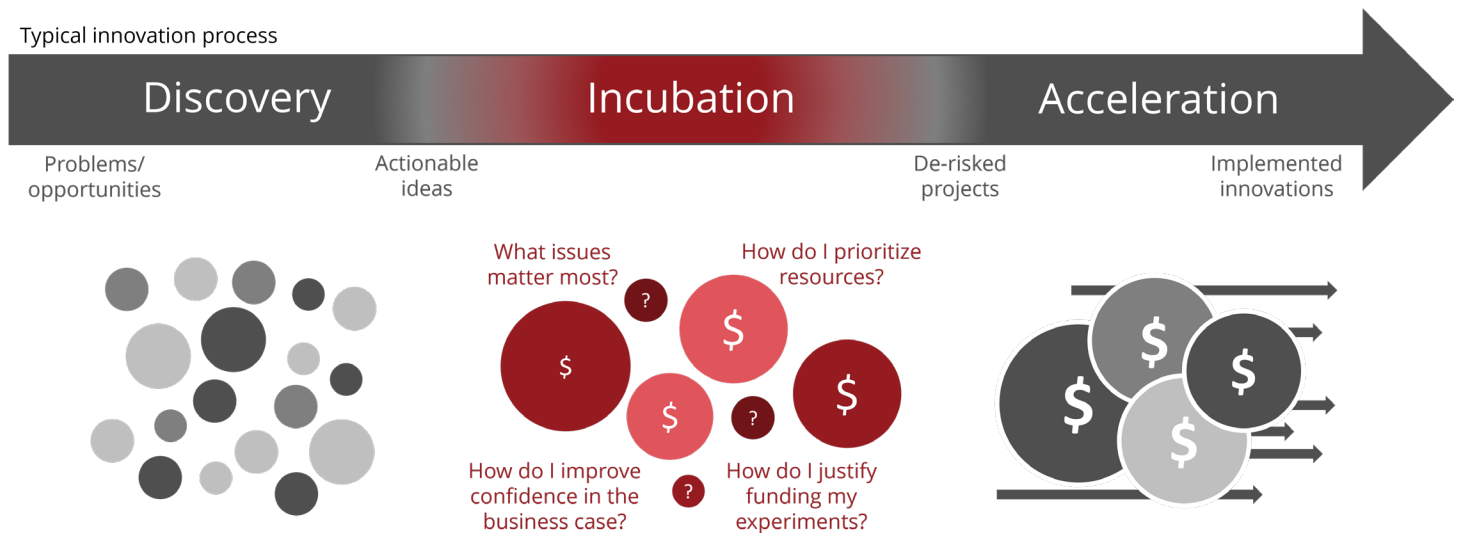 Typical innovation process
Discovery
Incubation
Acceleration
Problems/
opportunities
Actionable
ideas
De-risked
projects
Implemented
innovations
What issues
matter most?
How do I prioritize
resources?
?
$
$
$
$
?
?
How do I improve
confidence in the
business case?
How do I justify
funding my
experiments?
$
$
$
$